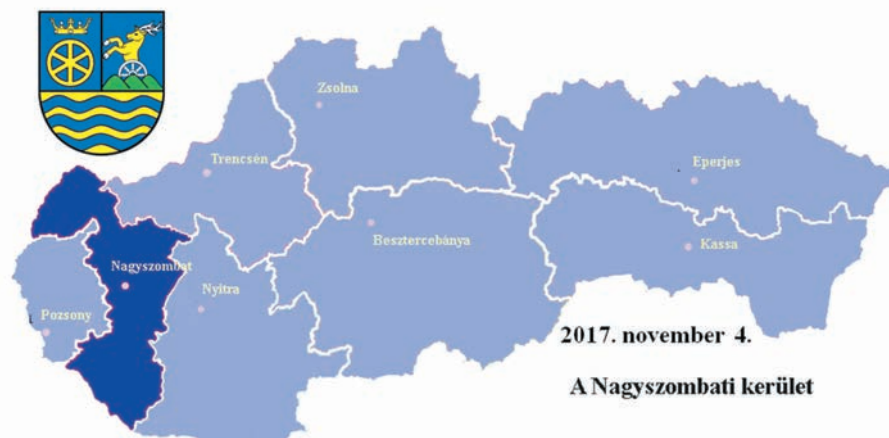 Zsolna
Trencsén
Eperjes
Besztercebánya
Kassa
Nagyszombat
Nyitra
Pozsony
2017. november 4.
A Nagyszombati kerület